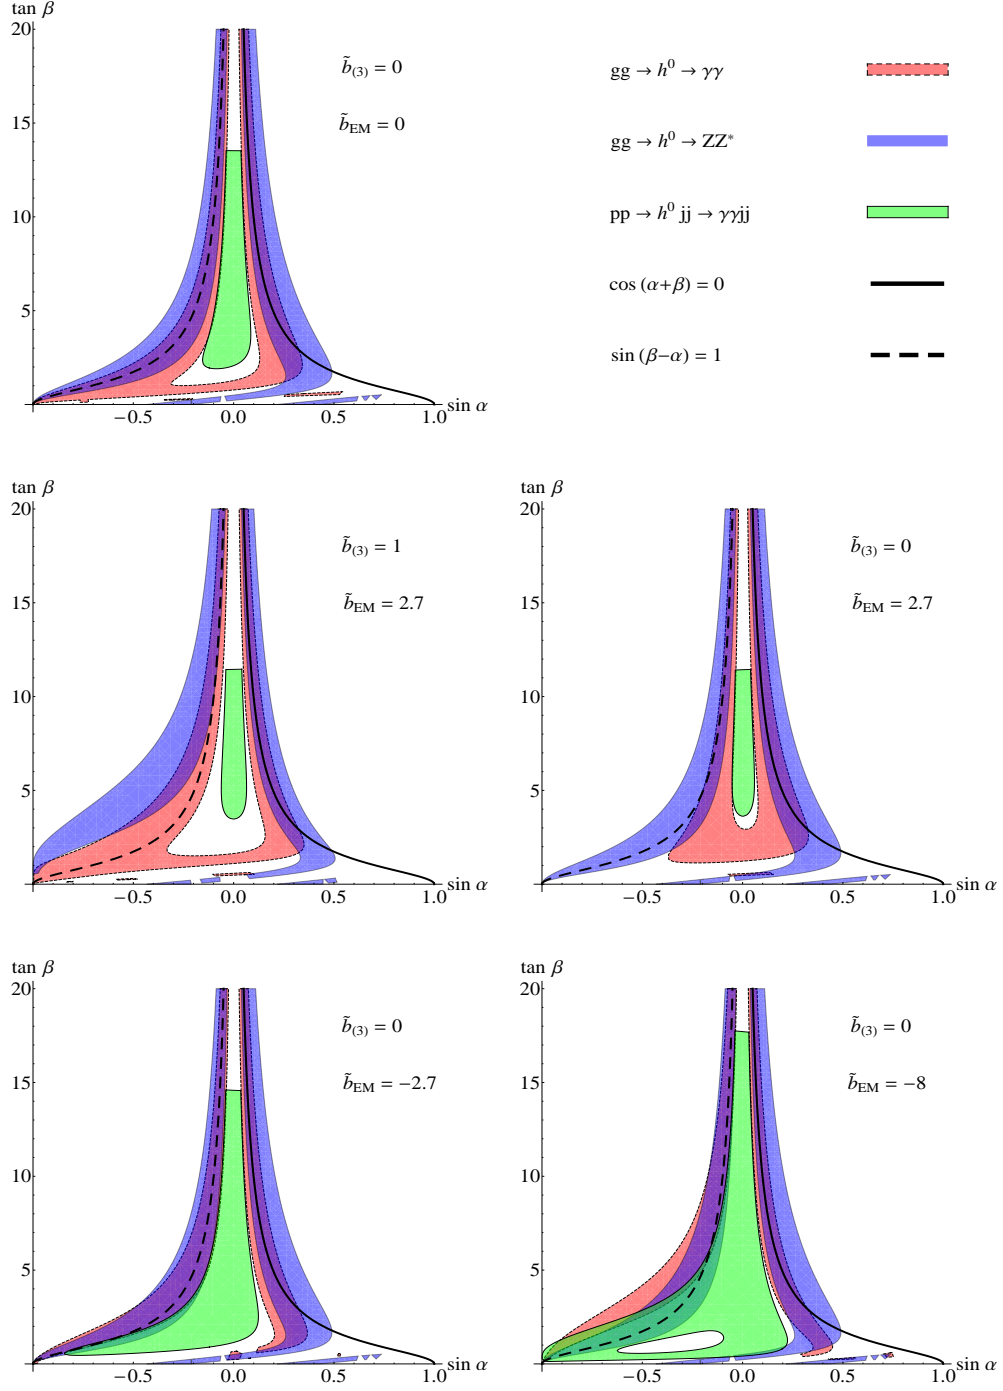 tan β
20
15
10
5
−0.5
0.0
0.5
1.0
sin α
b̃(3) = 0
b̃EM = 0
gg → h⁰ → γγ
gg → h⁰ → ZZ*
pp → h⁰ jj → γγjj
cos (α+β) = 0
sin (β−α) = 1
tan β
20
15
10
5
−0.5
0.0
0.5
1.0
sin α
b̃(3) = 1
b̃EM = 2.7
tan β
20
15
10
5
−0.5
0.0
0.5
1.0
sin α
b̃(3) = 0
b̃EM = 2.7
tan β
20
15
10
5
−0.5
0.0
0.5
1.0
sin α
b̃(3) = 0
b̃EM = −2.7
tan β
20
15
10
5
−0.5
0.0
0.5
1.0
sin α
b̃(3) = 0
b̃EM = −8